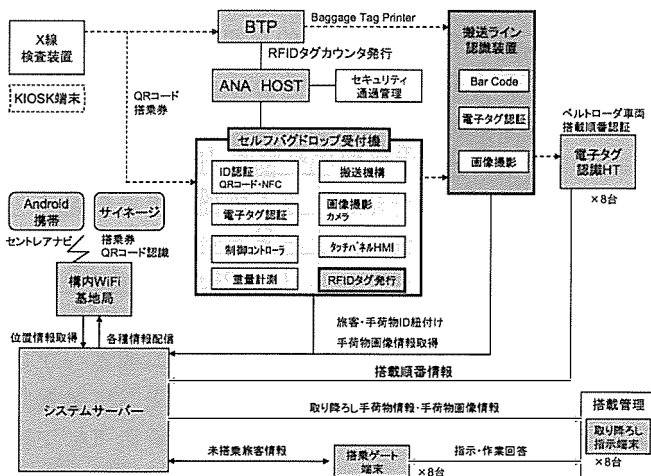 X線
検査装置
KIOSK端末
QRコード
搭乗券
BTP
Baggage Tag Printer
RFIDタグカウンタ発行
ANA HOST
セキュリティ
通過管理
搬送ライン
認識装置
Bar Code
電子タグ認証
画像撮影
ベルトローダ車両
搭載順番認証
電子タグ
認識HT
×8台
セルフバグドロップ受付機
ID認証
QRコード・NFC
電子タグ認証
制御コントローラ
重量計測
搬送機構
画像撮影
カメラ
タッチパネルHMI
RFIDタグ発行
Android
携帯
サイネージ
セントレアナビ
搭乗券
QRコード認識
構内WiFi
基地局
位置情報取得
各種情報配信
旅客・手荷物ID紐付け
手荷物画像情報取得
搭載順番情報
システムサーバー
取り降ろし手荷物情報・手荷物画像情報
搭載管理
取り降ろし
指示端末
×8台
未搭乗旅客情報
搭乗ゲート
端末
×8台
指示・作業回答